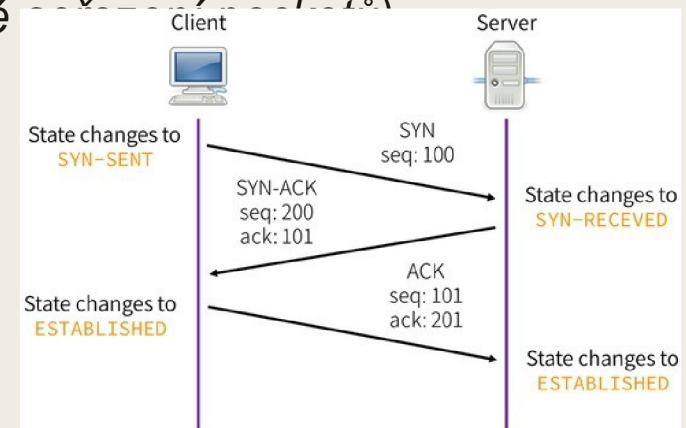 Client
Server
State changes to
SYN-SENT
SYN
seq: 100
SYN-ACK
seq: 200
ack: 101
State changes to
SYN-RECEVED
ACK
seq: 101
ack: 201
State changes to
ESTABLISHED
State changes to
ESTABLISHED